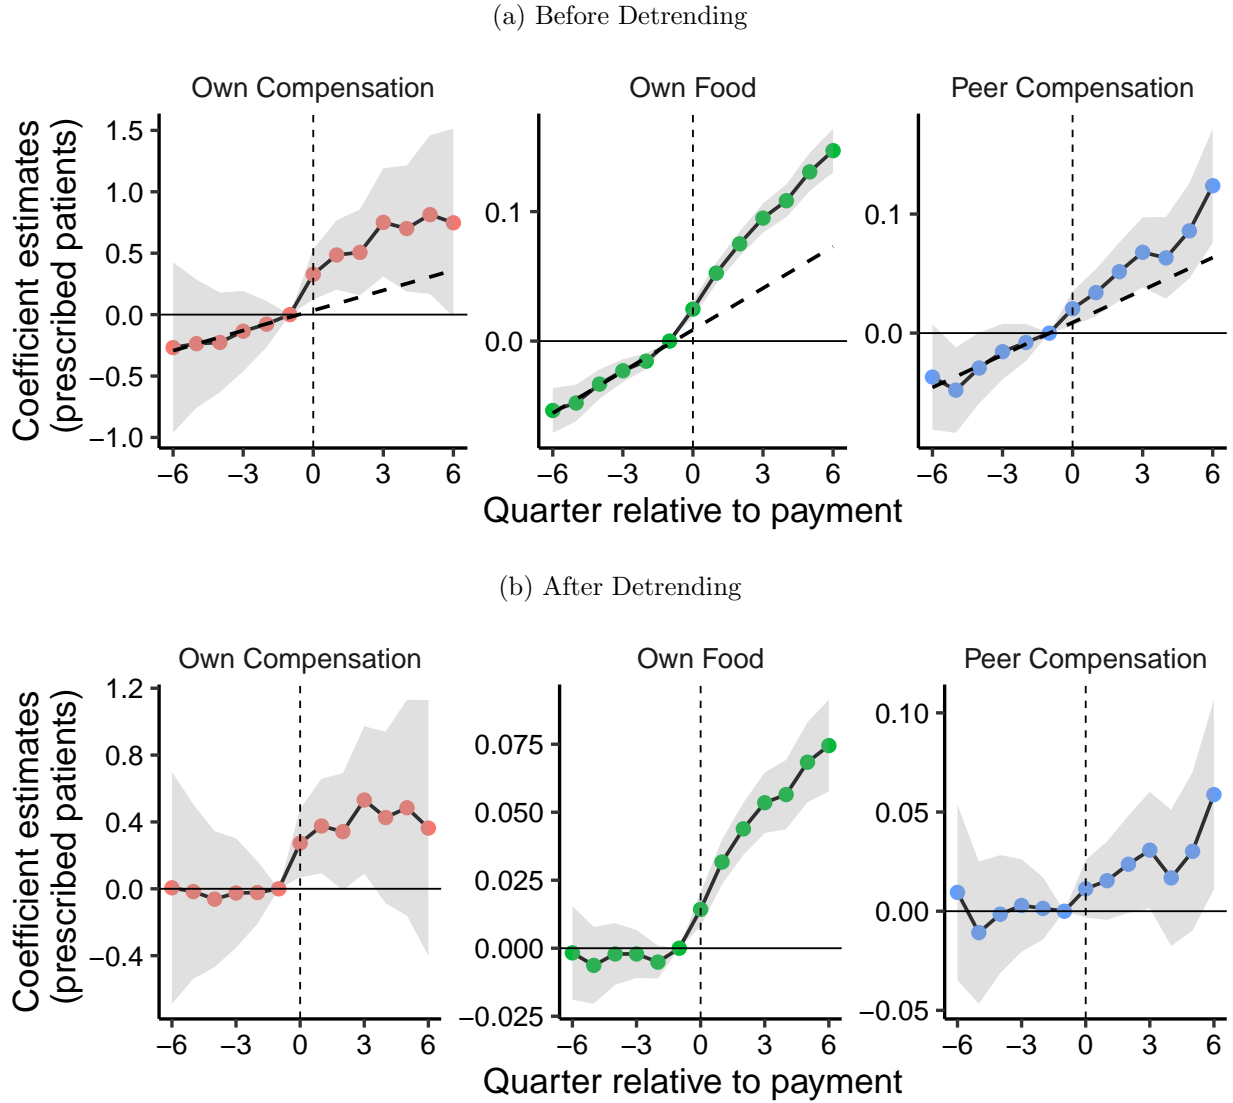 (a) Before Detrending
Own Compensation
Own Food
Peer Compensation
Coefficient estimates
(prescribed patients)
1.5
1.0
0.5
0.0
−0.5
−1.0
0.1
0.0
0.1
0.0
−6 −3 0 3 6
−6 −3 0 3 6
−6 −3 0 3 6
Quarter relative to payment
(b) After Detrending
Own Compensation
Own Food
Peer Compensation
Coefficient estimates
(prescribed patients)
1.2
0.8
0.4
0.0
−0.4
0.075
0.050
0.025
0.000
−0.025
0.10
0.05
0.00
−0.05
−6 −3 0 3 6
−6 −3 0 3 6
−6 −3 0 3 6
Quarter relative to payment